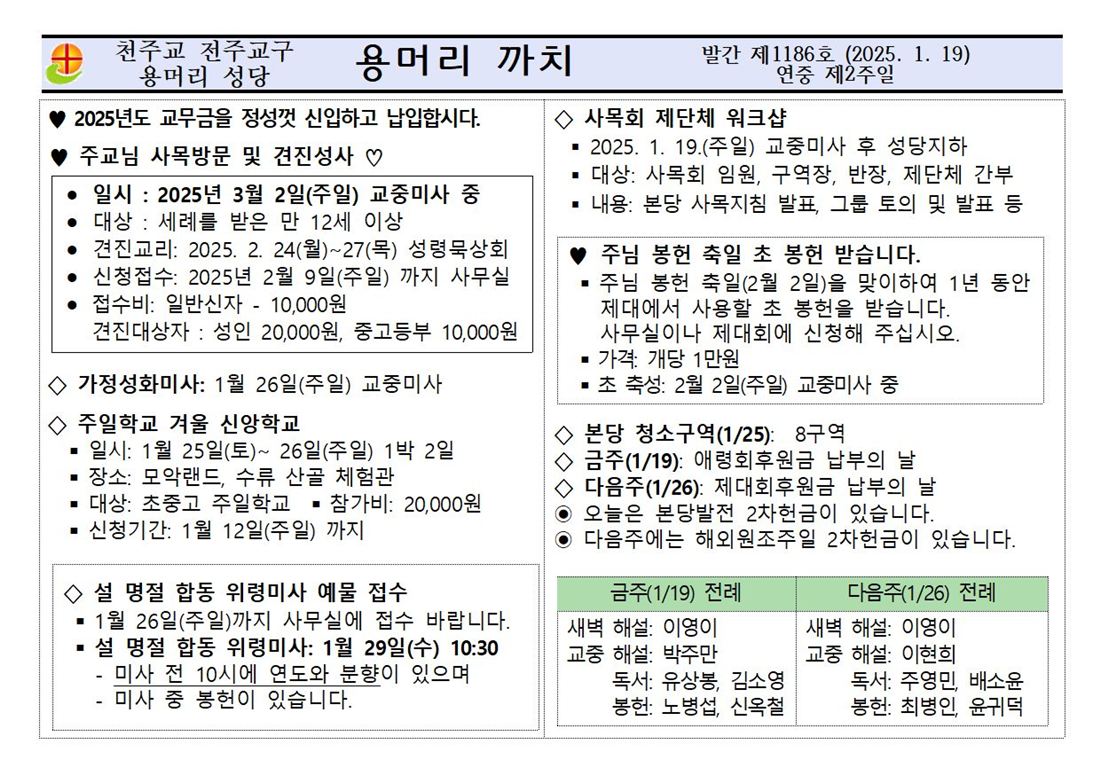 천주교 전주교구
용머리 성당
용머리 까치
발간 제1186호 (2025. 1. 19)
연중 제2주일
♥ 2025년도 교무금을 정성껏 신입하고 납입합시다.
♥ 주교님 사목방문 및 견진성사 ♡
● 일시 : 2025년 3월 2일(주일) 교중미사 중
● 대상 : 세례를 받은 만 12세 이상
● 견진교리: 2025. 2. 24(월)~27(목) 성령묵상회
● 신청접수: 2025년 2월 9일(주일) 까지 사무실
● 접수비: 일반신자 - 10,000원
견진대상자 : 성인 20,000원, 중고등부 10,000원
◇ 가정성화미사: 1월 26일(주일) 교중미사
◇ 주일학교 겨울 신앙학교
▪ 일시: 1월 25일(토)~ 26일(주일) 1박 2일
▪ 장소: 모악랜드, 수류 산골 체험관
▪ 대상: 초중고 주일학교 ▪ 참가비: 20,000원
▪ 신청기간: 1월 12일(주일) 까지
◇ 설 명절 합동 위령미사 예물 접수
▪ 1월 26일(주일)까지 사무실에 접수 바랍니다.
▪ 설 명절 합동 위령미사: 1월 29일(수) 10:30
- 미사 전 10시에 연도와 분향이 있으며
- 미사 중 봉헌이 있습니다.
◇ 사목회 제단체 워크샵
▪ 2025. 1. 19.(주일) 교중미사 후 성당지하
▪ 대상: 사목회 임원, 구역장, 반장, 제단체 간부
▪ 내용: 본당 사목지침 발표, 그룹 토의 및 발표 등
♥ 주님 봉헌 축일 초 봉헌 받습니다.
▪ 주님 봉헌 축일(2월 2일)을 맞이하여 1년 동안
제대에서 사용할 초 봉헌을 받습니다.
사무실이나 제대회에 신청해 주십시오.
▪ 가격: 개당 1만원
▪ 초 축성: 2월 2일(주일) 교중미사 중
◇ 본당 청소구역(1/25): 8구역
◇ 금주(1/19): 애령회후원금 납부의 날
◇ 다음주(1/26): 제대회후원금 납부의 날
◉ 오늘은 본당발전 2차헌금이 있습니다.
◉ 다음주에는 해외원조주일 2차헌금이 있습니다.
금주(1/19) 전례
새벽 해설: 이영이
교중 해설: 박주만
독서: 유상봉, 김소영
봉헌: 노병섭, 신옥철
다음주(1/26) 전례
새벽 해설: 이영이
교중 해설: 이현희
독서: 주영민, 배소윤
봉헌: 최병인, 윤귀덕